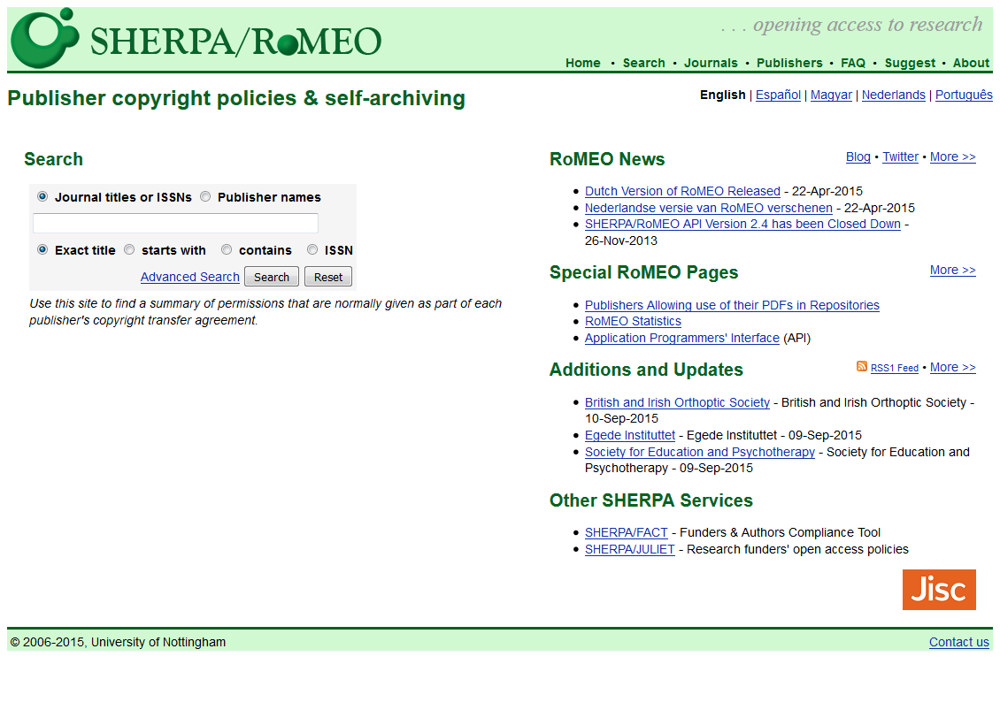 SHERPA/RoMEO
. . . opening access to research
Home • Search • Journals • Publishers • FAQ • Suggest • About
Publisher copyright policies & self-archiving
English | Español | Magyar | Nederlands | Português
Search
Journal titles or ISSNs Publisher names
Exact title starts with contains ISSN
Advanced Search Search Reset
Use this site to find a summary of permissions that are normally given as part of each
publisher's copyright transfer agreement.
RoMEO News
Blog • Twitter • More >>
• Dutch Version of RoMEO Released - 22-Apr-2015
• Nederlandse versie van RoMEO verschenen - 22-Apr-2015
• SHERPA/RoMEO API Version 2.4 has been Closed Down -
26-Nov-2013
Special RoMEO Pages
More >>
• Publishers Allowing use of their PDFs in Repositories
• RoMEO Statistics
• Application Programmers' Interface (API)
Additions and Updates
RSS1 Feed • More >>
• British and Irish Orthoptic Society - British and Irish Orthoptic Society -
10-Sep-2015
• Egede Instituttet - Egede Instituttet - 09-Sep-2015
• Society for Education and Psychotherapy - Society for Education and
Psychotherapy - 09-Sep-2015
Other SHERPA Services
• SHERPA/FACT - Funders & Authors Compliance Tool
• SHERPA/JULIET - Research funders' open access policies
Jisc
© 2006-2015, University of Nottingham
Contact us